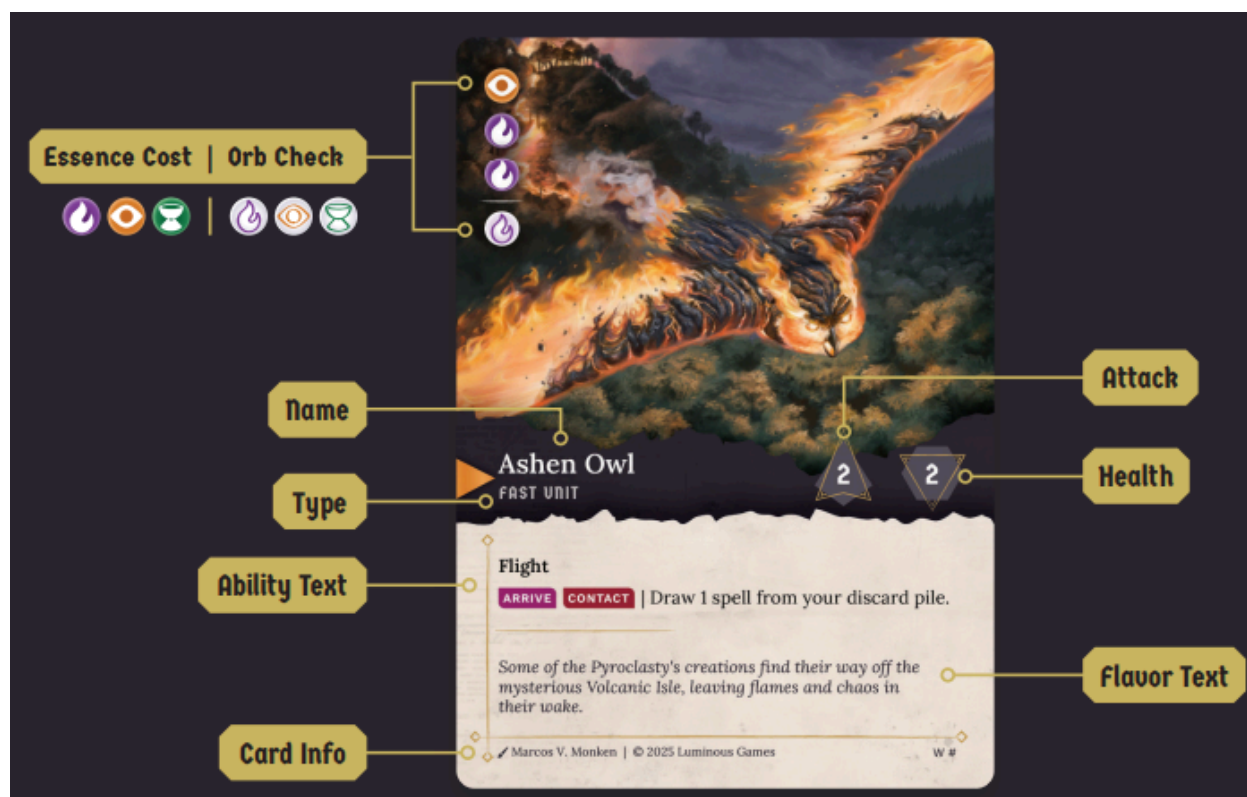 Essence Cost | Orb Check
Name
Ashen Owl
Type
FAST UNIT
2
2
Attack
Health
Ability Text
Flight
ARRIVE CONTACT | Draw 1 spell from your discard pile.
Some of the Pyroclasty's creations find their way off the
mysterious Volcanic Isle, leaving flames and chaos in
their wake.
Flavor Text
Card Info
Marcos V. Monken | © 2025 Luminous Games
W #